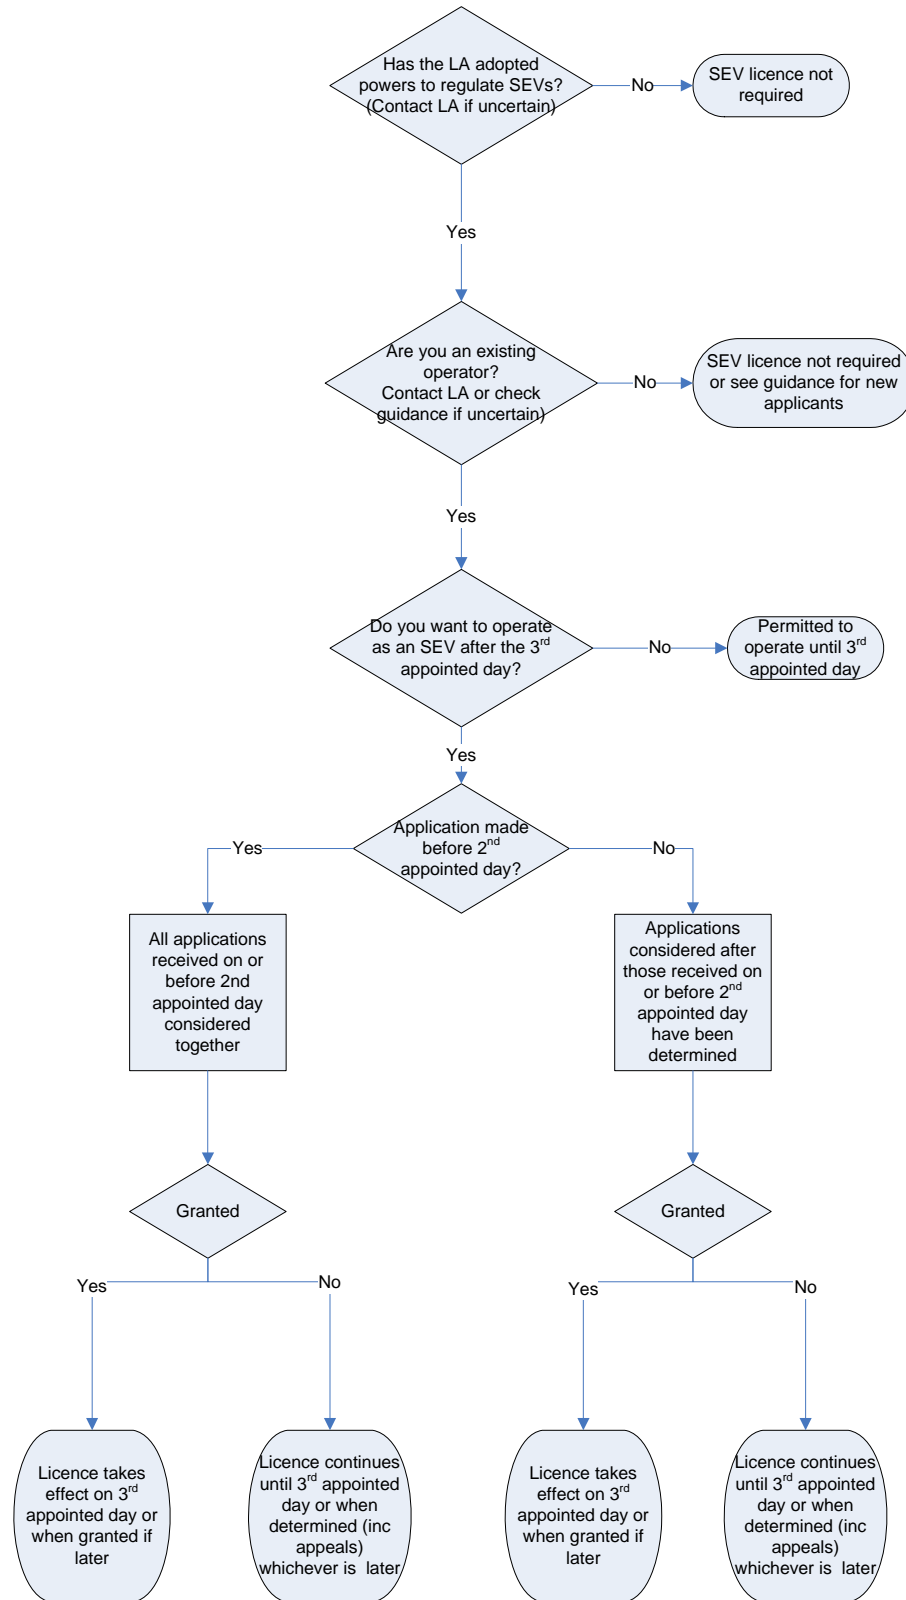 Has the LA adopted
powers to regulate SEVs?
(Contact LA if uncertain)
No
SEV licence not
required
Yes
Are you an existing
operator?
Contact LA or check
guidance if uncertain)
No
SEV licence not required
or see guidance for new
applicants
Yes
Do you want to operate
as an SEV after the 3rd
appointed day?
No
Permitted to
operate until 3rd
appointed day
Yes
Application made
before 2nd
appointed day?
Yes
No
All applications
received on or
before 2nd
appointed day
considered
together
Applications
considered after
those received on
or before 2nd
appointed day
have been
determined
Granted
Granted
Yes
No
Yes
No
Licence takes
effect on 3rd
appointed day or
when granted if
later
Licence continues
until 3rd appointed
day or when
determined (inc
appeals)
whichever is  later
Licence takes
effect on 3rd
appointed day or
when granted if
later
Licence continues
until 3rd appointed
day or when
determined (inc
appeals)
whichever is  later